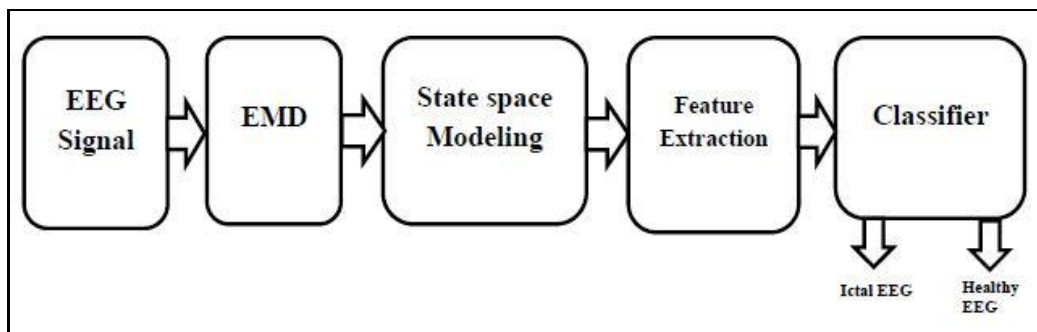 EEG
Signal
EMD
State space
Modeling
Feature
Extraction
Classifier
Ictal EEG
Healthy
EEG